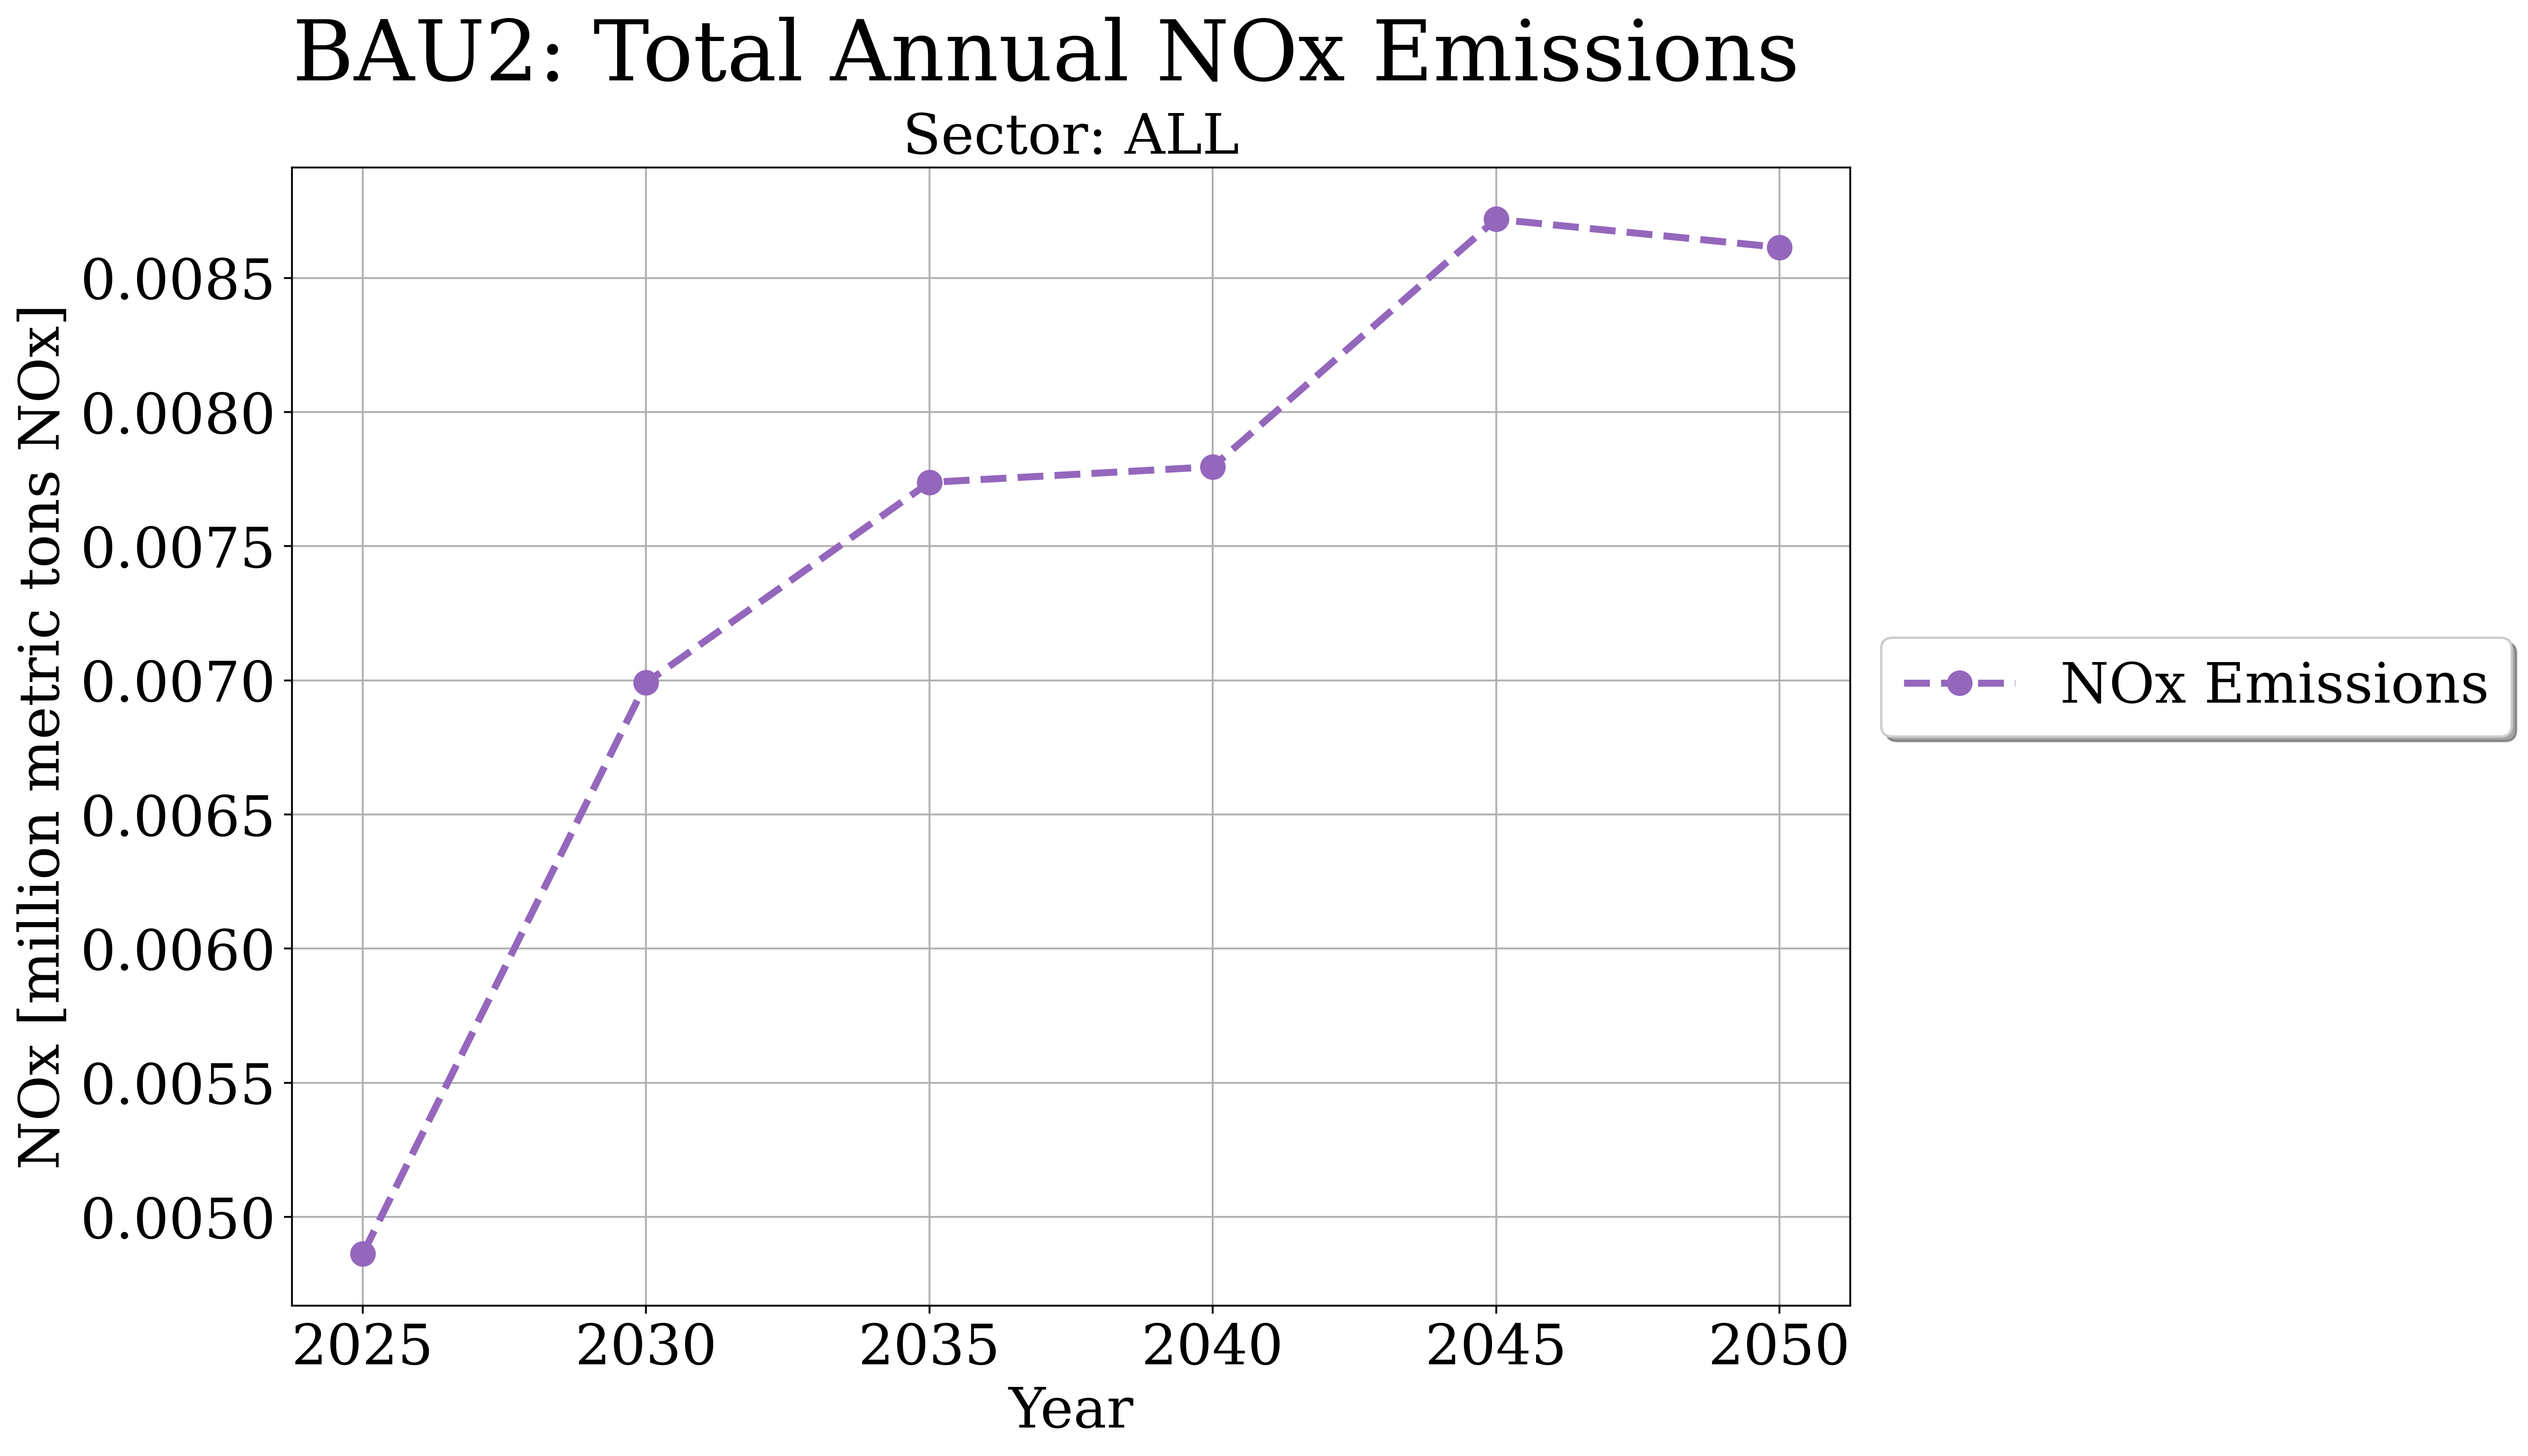 BAU2: Total Annual NOx Emissions
Sector: ALL
NOx [million metric tons NOx]
0.0085
0.0080
0.0075
0.0070
0.0065
0.0060
0.0055
0.0050
2025 2030 2035 2040 2045 2050
Year
NOx Emissions